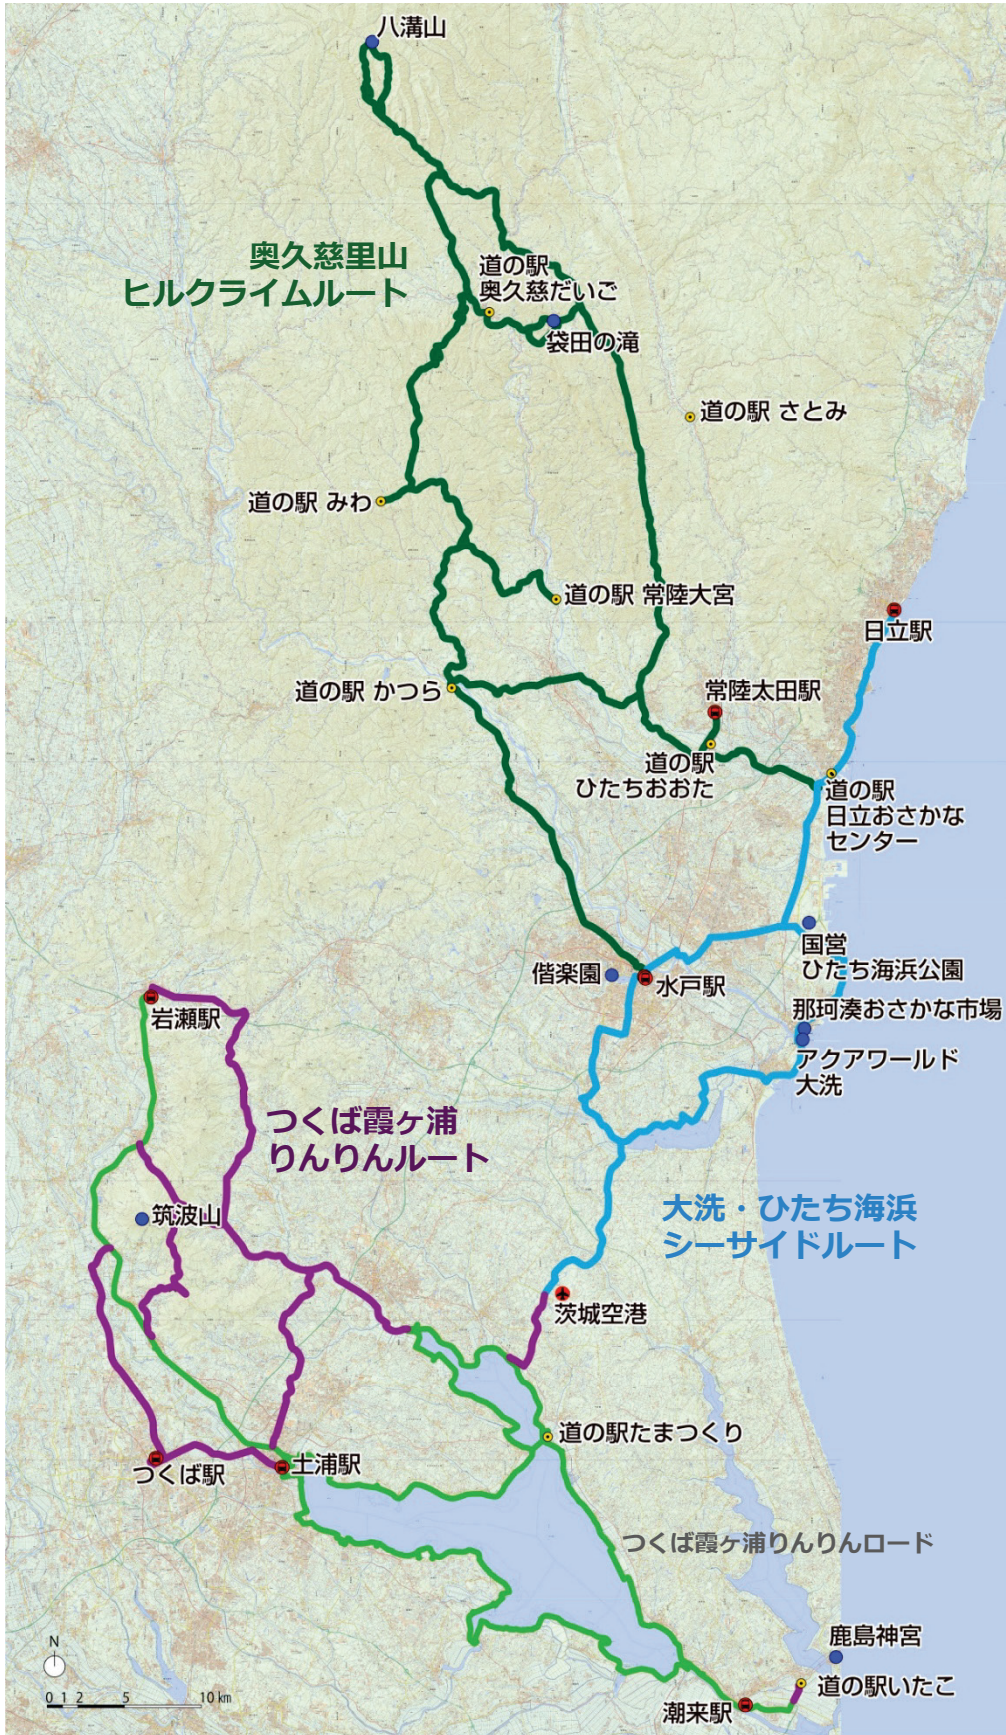 八溝山
奥久慈里山
ヒルクライムルート
道の駅
奥久慈だいご
袋田の滝
道の駅 さとみ
道の駅 みわ
道の駅 常陸大宮
日立駅
道の駅 かつら
常陸太田駅
道の駅
ひたちおおた
道の駅
日立おさかな
センター
国営
ひたち海浜公園
偕楽園
水戸駅
那珂湊おさかな市場
アクアワールド
大洗
岩瀬駅
つくば霞ヶ浦
りんりんルート
筑波山
大洗・ひたち海浜
シーサイドルート
茨城空港
道の駅たまつくり
つくば駅
土浦駅
つくば霞ヶ浦りんりんロード
鹿島神宮
道の駅いたこ
潮来駅
N
0 1 2 5 10 km